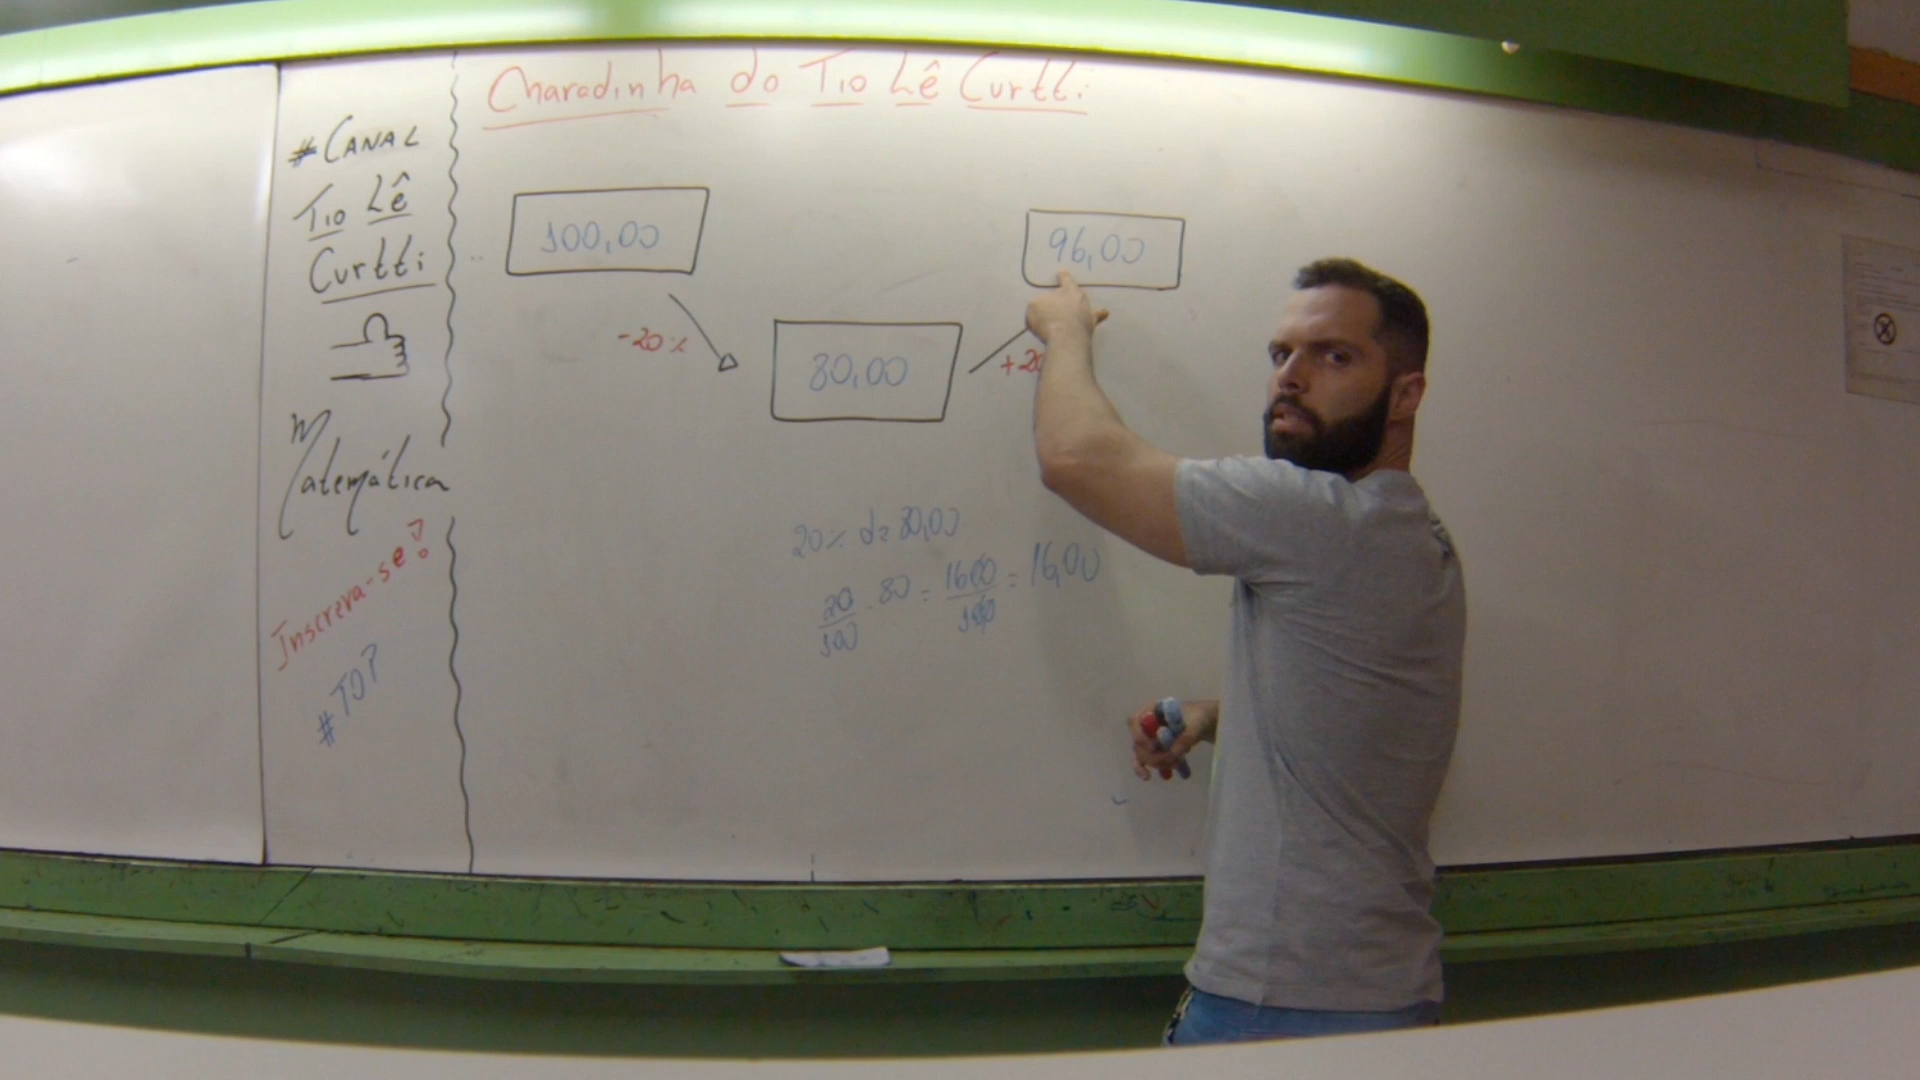 Charadinha do Tio Lê Curtti
#CANAL
Tio Lê
Curtti
Matemática
Inscreva-se!
#TOP
100,00
-20%
80,00
+20
96,00
20% de 80,00
20/100 . 80 = 1600/100 = 16,00